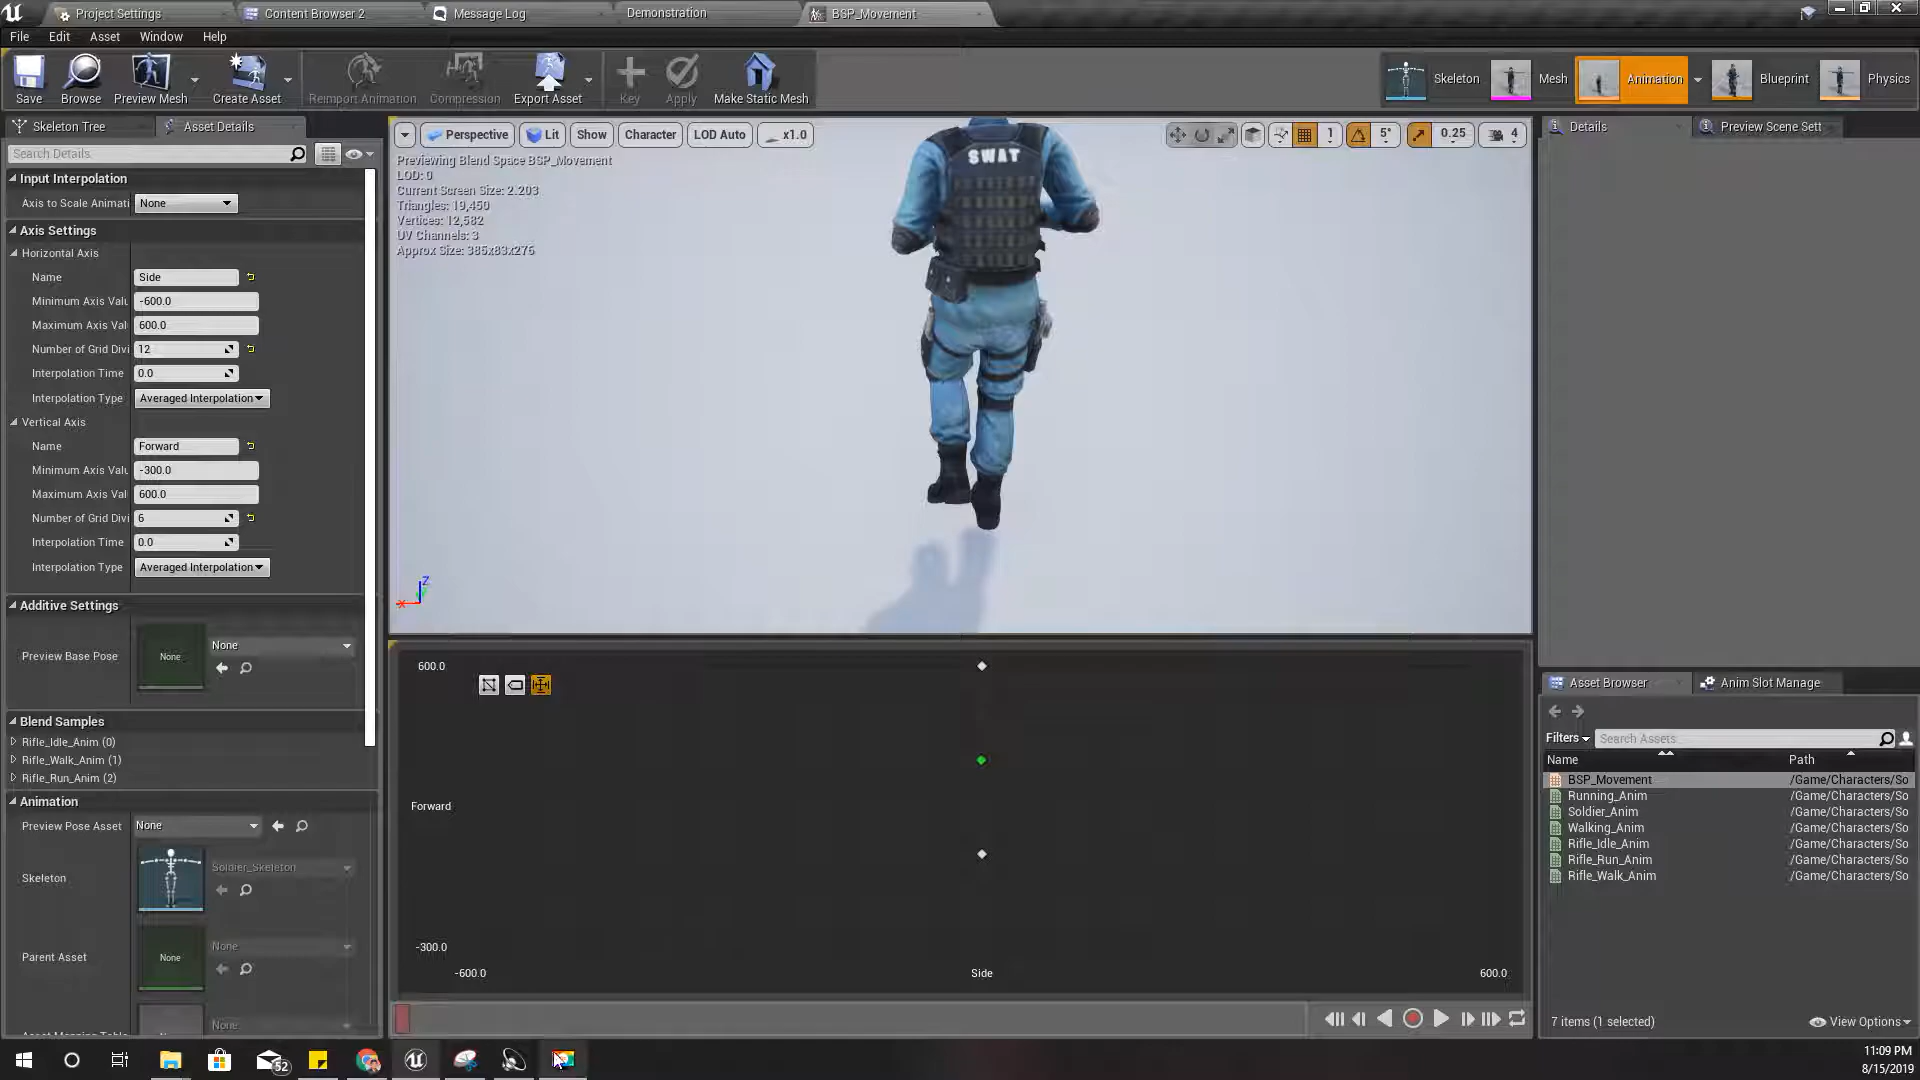 Project Settings
Content Browser 2
Message Log
Demonstration
BSP_Movement
File Edit Asset Window Help
Save
Browse
Preview Mesh
Create Asset
Reimport Animation
Compression
Export Asset
Key
Apply
Make Static Mesh
Skeleton
Mesh
Animation
Blueprint
Physics
Skeleton Tree
Asset Details
Search Details
Input Interpolation
Axis to Scale Animati None
Axis Settings
Horizontal Axis
Name Side
Minimum Axis Valu -600.0
Maximum Axis Val 600.0
Number of Grid Divi 12
Interpolation Time 0.0
Interpolation Type Averaged Interpolation
Vertical Axis
Name Forward
Minimum Axis Valu -300.0
Maximum Axis Val 600.0
Number of Grid Divi 6
Interpolation Time 0.0
Interpolation Type Averaged Interpolation
Additive Settings
Preview Base Pose None None
Blend Samples
Rifle_Idle_Anim (0)
Rifle_Walk_Anim (1)
Rifle_Run_Anim (2)
Animation
Preview Pose Asset None
Skeleton Soldier_Skeleton
Parent Asset None None
None
Perspective Lit Show Character LOD Auto x1.0
1 5° 0.25 4
Previewing Blend Space BSP_Movement
LOD: 0
Current Screen Size: 2.203
Triangles: 19,450
Vertices: 12,582
UV Channels: 3
Approx Size: 385x83x276
SWAT
Z
X
600.0
Forward
-300.0
-600.0 Side 600.0
Details
Preview Scene Sett
Asset Browser
Anim Slot Manage
Filters Search Assets
Name Path
BSP_Movement /Game/Characters/So
Running_Anim /Game/Characters/So
Soldier_Anim /Game/Characters/So
Walking_Anim /Game/Characters/So
Rifle_Idle_Anim /Game/Characters/So
Rifle_Run_Anim /Game/Characters/So
Rifle_Walk_Anim /Game/Characters/So
7 items (1 selected) View Options
52
11:09 PM
8/15/2019